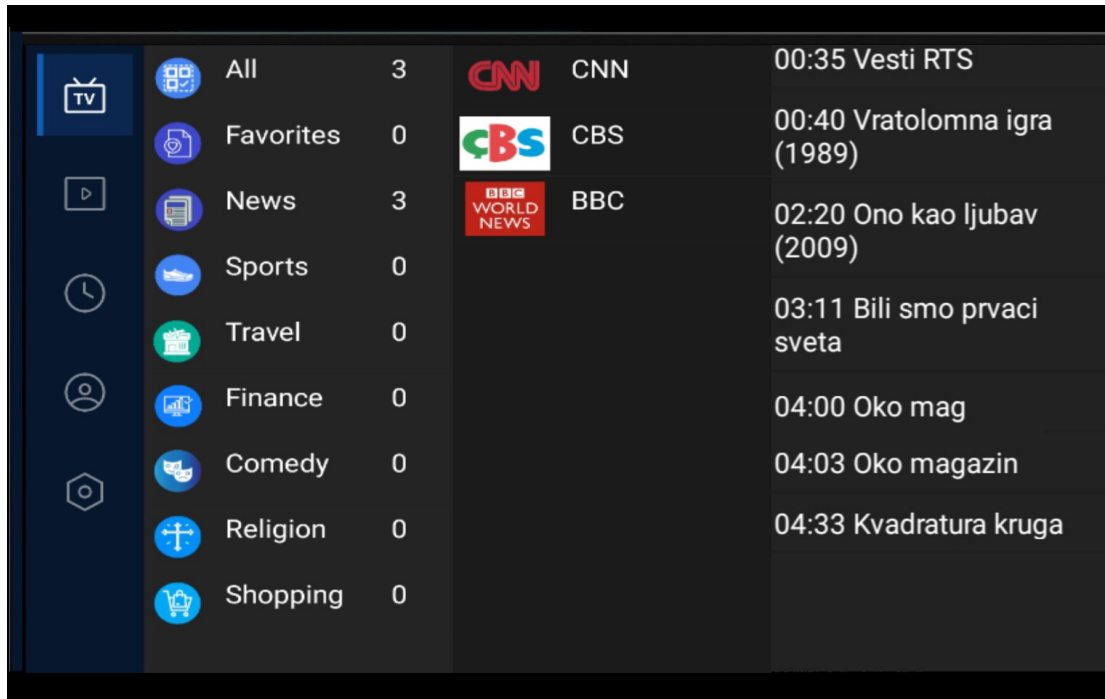 TV
All 3
Favorites 0
News 3
Sports 0
Travel 0
Finance 0
Comedy 0
Religion 0
Shopping 0
CNN CNN
ÇBS CBS
BBC
WORLD
NEWS
BBC
00:35 Vesti RTS
00:40 Vratolomna igra
(1989)
02:20 Ono kao ljubav
(2009)
03:11 Bili smo prvaci
sveta
04:00 Oko mag
04:03 Oko magazin
04:33 Kvadratura kruga